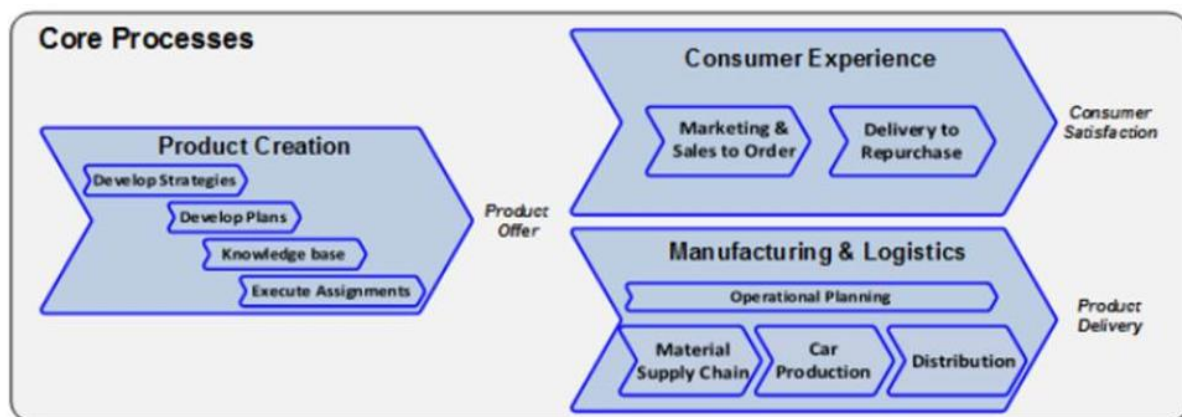 Core Processes
Product Creation
Develop Strategies
Develop Plans
Knowledge base
Execute Assignments
Product
Offer
Consumer Experience
Marketing &
Sales to Order
Delivery to
Repurchase
Consumer
Satisfaction
Manufacturing & Logistics
Operational Planning
Material
Supply Chain
Car
Production
Distribution
Product
Delivery